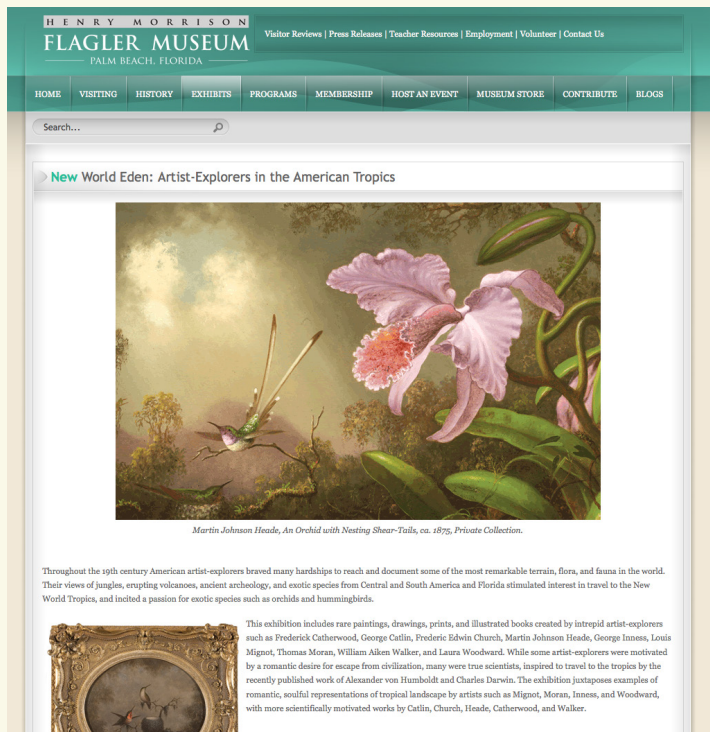 HENRY MORRISON
FLAGLER MUSEUM
PALM BEACH, FLORIDA
Visitor Reviews | Press Releases | Teacher Resources | Employment | Volunteer | Contact Us
HOME VISITING HISTORY EXHIBITS PROGRAMS MEMBERSHIP HOST AN EVENT MUSEUM STORE CONTRIBUTE BLOGS
Search...
New World Eden: Artist-Explorers in the American Tropics
Martin Johnson Heade, An Orchid with Nesting Shear-Tails, ca. 1875, Private Collection.
Throughout the 19th century American artist-explorers braved many hardships to reach and document some of the most remarkable terrain, flora, and fauna in the world.
Their views of jungles, erupting volcanoes, ancient archeology, and exotic species from Central and South America and Florida stimulated interest in travel to the New
World Tropics, and incited a passion for exotic species such as orchids and hummingbirds.
This exhibition includes rare paintings, drawings, prints, and illustrated books created by intrepid artist-explorers
such as Frederick Catherwood, George Catlin, Frederic Edwin Church, Martin Johnson Heade, George Inness, Louis
Mignot, Thomas Moran, William Aiken Walker, and Laura Woodward. While some artist-explorers were motivated
by a romantic desire for escape from civilization, many were true scientists, inspired to travel to the tropics by the
recently published work of Alexander von Humboldt and Charles Darwin. The exhibition juxtaposes examples of
romantic, soulful representations of tropical landscape by artists such as Mignot, Moran, Inness, and Woodward,
with more scientifically motivated works by Catlin, Church, Heade, Catherwood, and Walker.